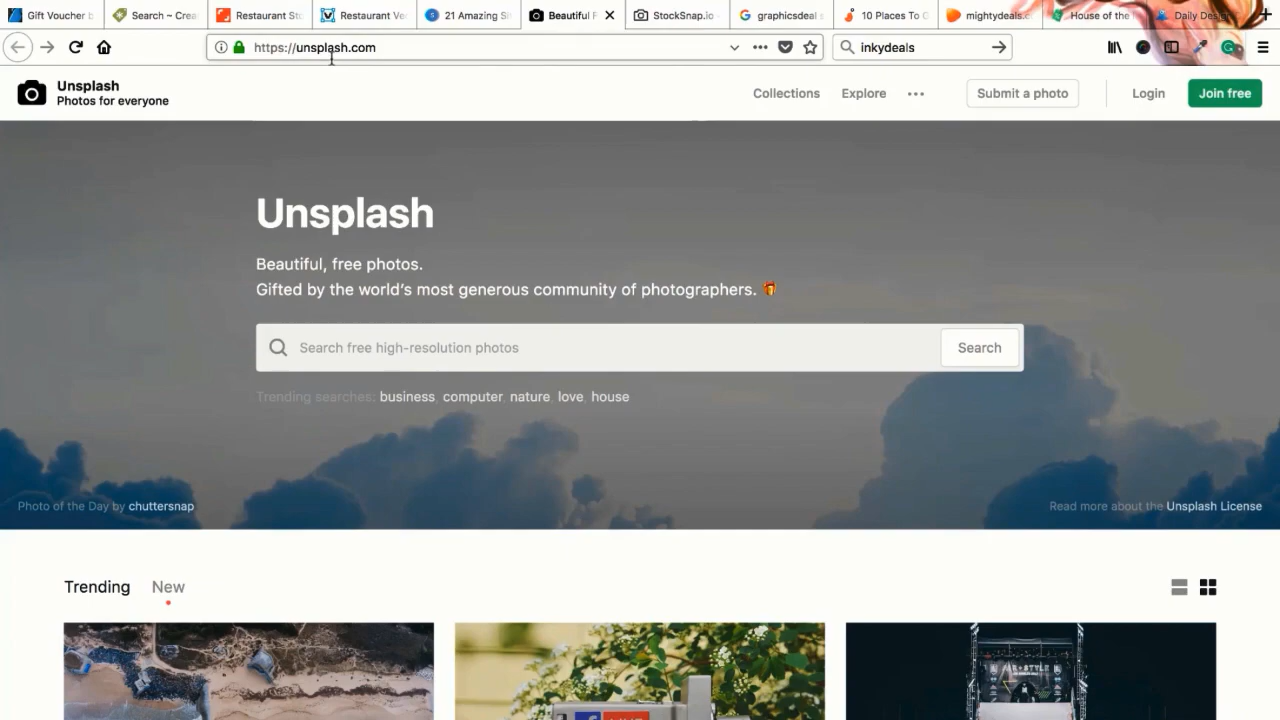 Gift Voucher b
Search ~ Crea
Restaurant Sto
Restaurant Ve
21 Amazing Si
Beautiful F
StockSnap.io
graphicsdeal s
10 Places To
mightydeals.c
House of the
Daily Desi
https://unsplash.com
inkydeals
Unsplash
Photos for everyone
Collections
Explore
Submit a photo
Login
Join free
Unsplash
Beautiful, free photos.
Gifted by the world's most generous community of photographers.
Search free high-resolution photos
Search
Trending searches: business, computer, nature, love, house
Photo of the Day by chuttersnap
Read more about the Unsplash License
Trending
New